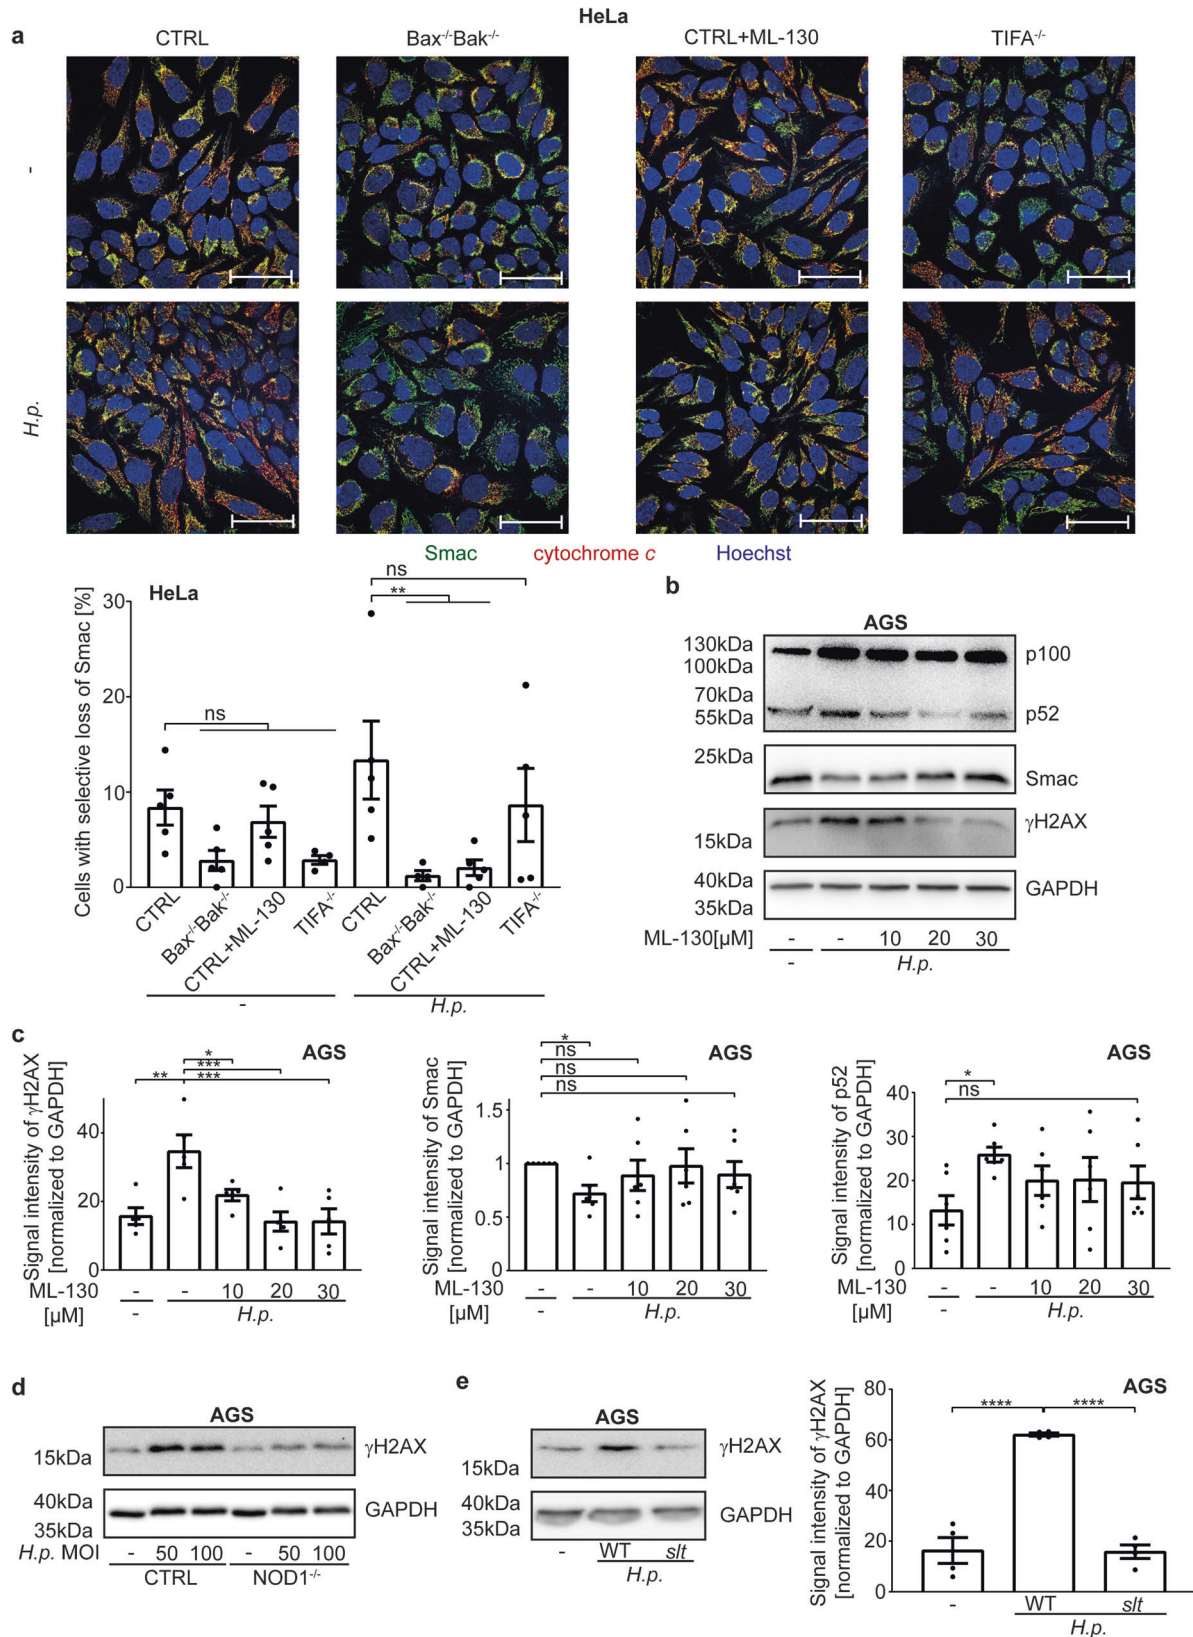 HeLa
a
CTRL Bax-/-Bak-/- CTRL+ML-130 TIFA-/-
-
H.p.
Smac cytochrome c Hoechst
HeLa
Cells with selective loss of Smac [%]
30
20
10
0
ns
ns
**
CTRL Bax-/-Bak-/- CTRL+ML-130 TIFA-/- CTRL Bax-/-Bak-/- CTRL+ML-130 TIFA-/-
- H.p.
b
AGS
130kDa
100kDa
p100
70kDa
55kDa
p52
25kDa
Smac
γH2AX
15kDa
40kDa
GAPDH
35kDa
ML-130[µM] - - 10 20 30
- H.p.
c
AGS
Signal intensity of γH2AX
[normalized to GAPDH]
40
20
0
**
*
***
***
ML-130 - - 10 20 30
[µM] - H.p.
AGS
Signal intensity of Smac
[normalized to GAPDH]
1.5
1
0.5
0
*
ns
ns
ns
ML-130 - - 10 20 30
[µM] - H.p.
AGS
Signal intensity of p52
[normalized to GAPDH]
40
30
20
10
0
*
ns
ML-130 - - 10 20 30
[µM] - H.p.
d
AGS
γH2AX
15kDa
40kDa
GAPDH
35kDa
H.p. MOI - 50 100 - 50 100
CTRL NOD1-/-
e
AGS
γH2AX
15kDa
40kDa
GAPDH
35kDa
- WT slt
H.p.
AGS
Signal intensity of γH2AX
[normalized to GAPDH]
80
60
40
20
0
**** ****
- WT slt
H.p.